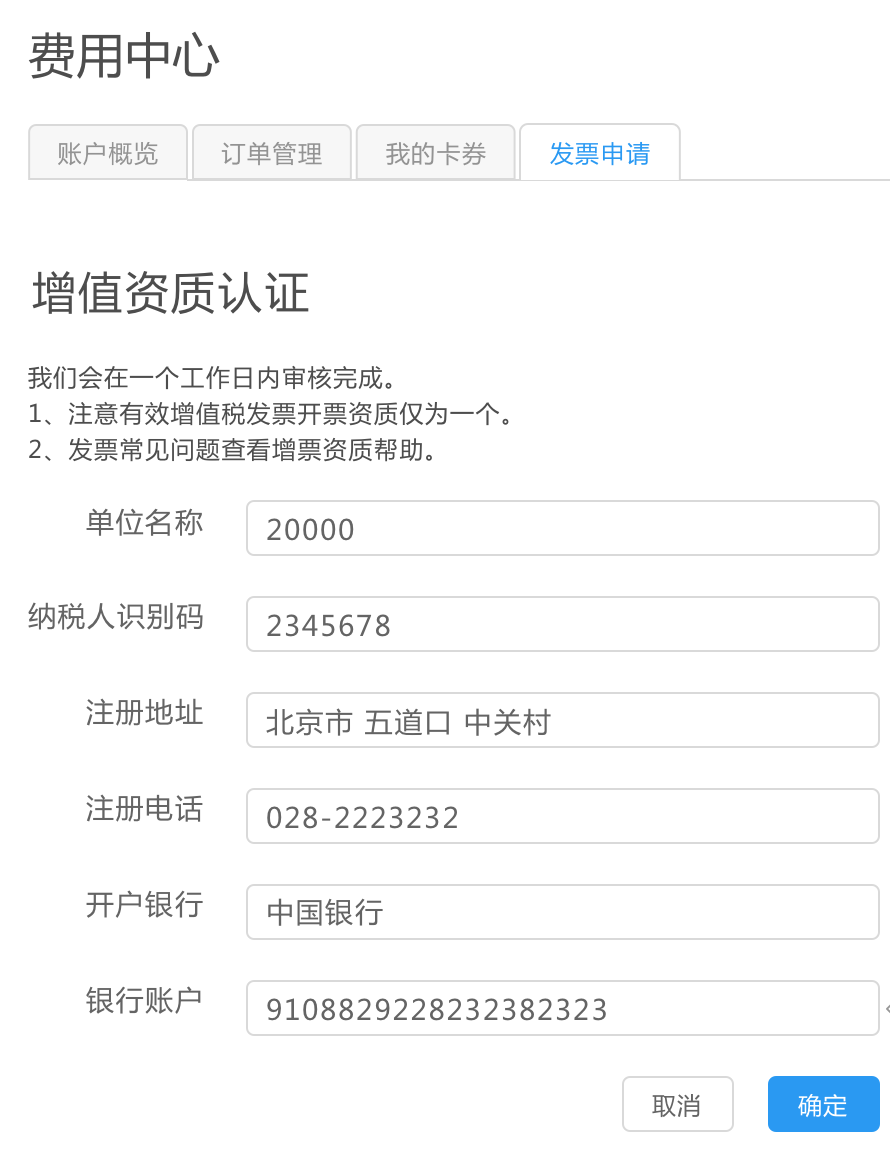 费用中心
账户概览 订单管理 我的卡券 发票申请
增值资质认证
我们会在一个工作日内审核完成。
1、注意有效增值税发票开票资质仅为一个。
2、发票常见问题查看增票资质帮助。
单位名称 20000
纳税人识别码 2345678
注册地址 北京市 五道口 中关村
注册电话 028-2223232
开户银行 中国银行
银行账户 9108829228232382323
取消 确定